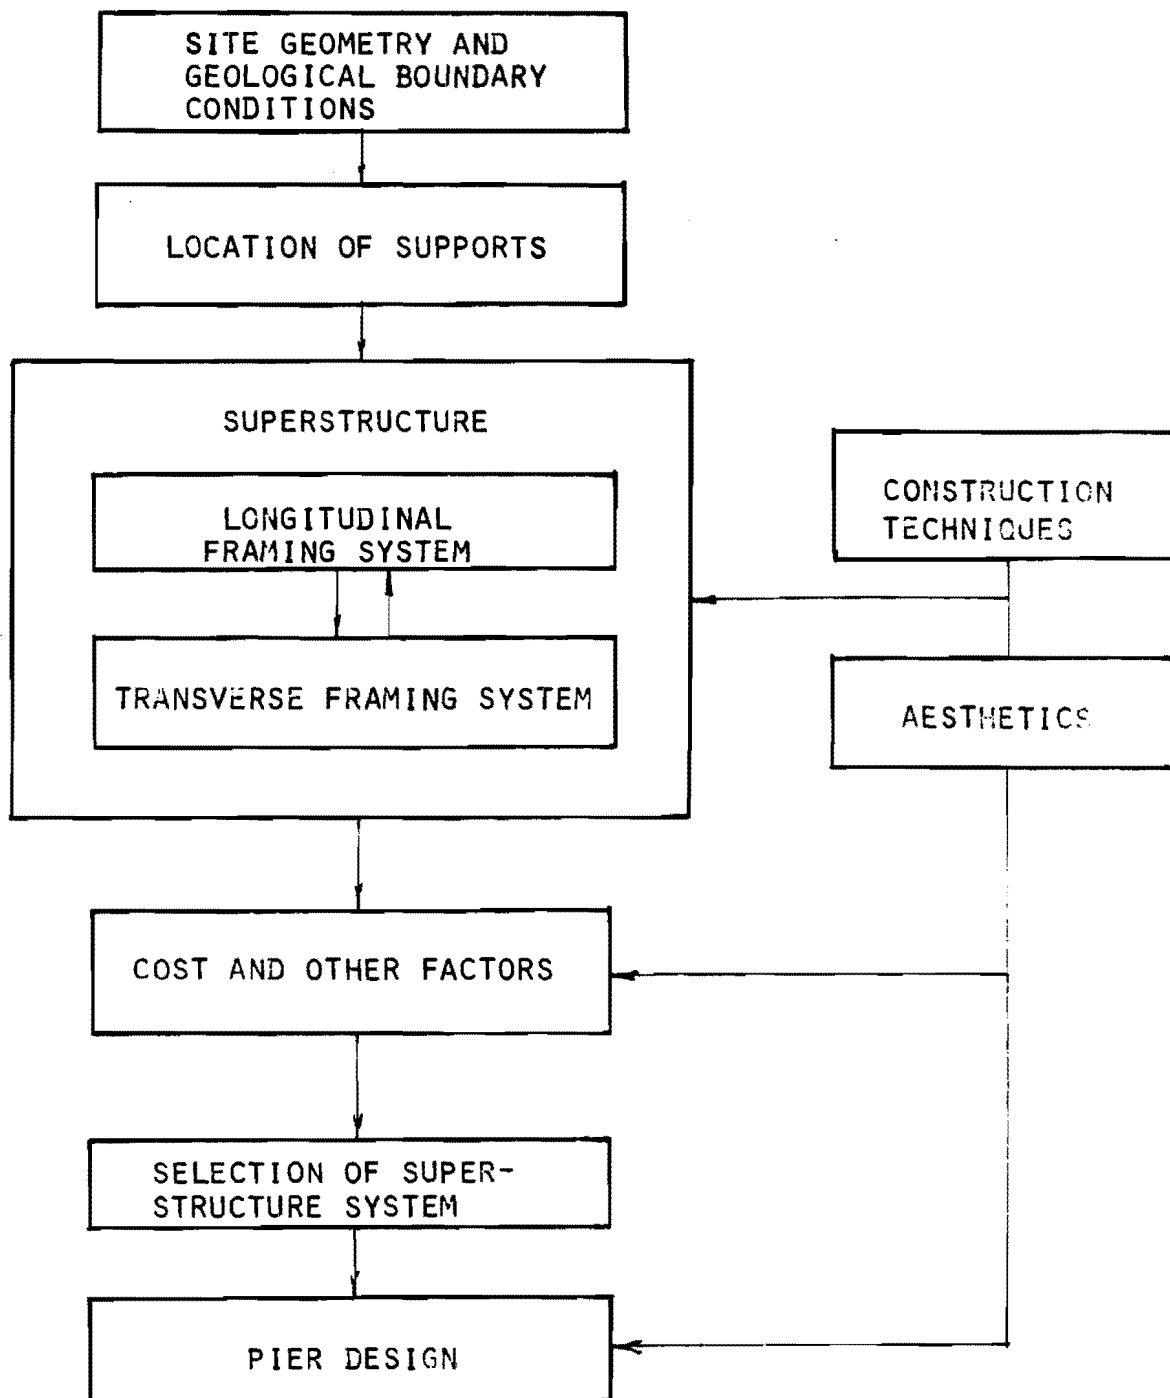 SITE GEOMETRY AND
GEOLOGICAL BOUNDARY
CONDITIONS
LOCATION OF SUPPORTS
SUPERSTRUCTURE
LONGITUDINAL
FRAMING SYSTEM
TRANSVERSE FRAMING SYSTEM
CONSTRUCTION
TECHNIQUES
AESTHETICS
COST AND OTHER FACTORS
SELECTION OF SUPER-
STRUCTURE SYSTEM
PIER DESIGN